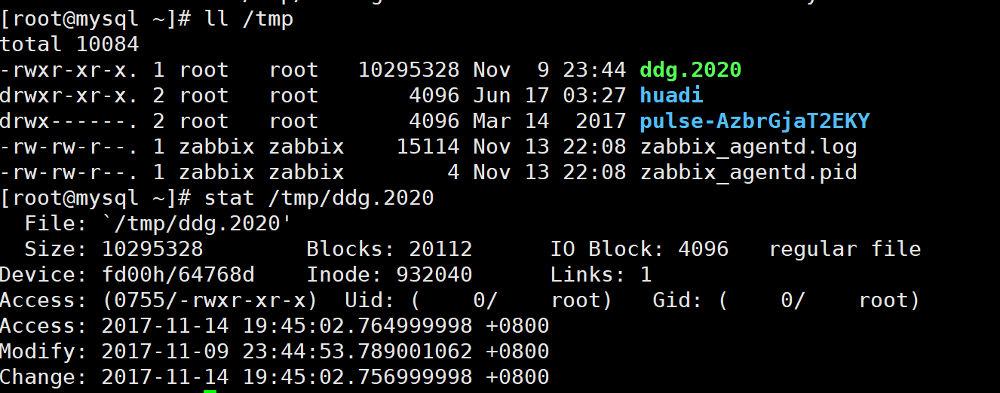 [root@mysql ~]# ll /tmp
total 10084
-rwxr-xr-x. 1 root   root   10295328 Nov  9 23:44 ddg.2020
drwxr-xr-x. 2 root   root       4096 Jun 17 03:27 huadi
drwx------. 2 root   root       4096 Mar 14  2017 pulse-AzbrGjaT2EKY
-rw-rw-r--. 1 zabbix zabbix    15114 Nov 13 22:08 zabbix_agentd.log
-rw-rw-r--. 1 zabbix zabbix        4 Nov 13 22:08 zabbix_agentd.pid
[root@mysql ~]# stat /tmp/ddg.2020
  File: `/tmp/ddg.2020'
  Size: 10295328        Blocks: 20112      IO Block: 4096   regular file
Device: fd00h/64768d    Inode: 932040      Links: 1
Access: (0755/-rwxr-xr-x)  Uid: (    0/    root)   Gid: (    0/    root)
Access: 2017-11-14 19:45:02.764999998 +0800
Modify: 2017-11-09 23:44:53.789001062 +0800
Change: 2017-11-14 19:45:02.756999998 +0800